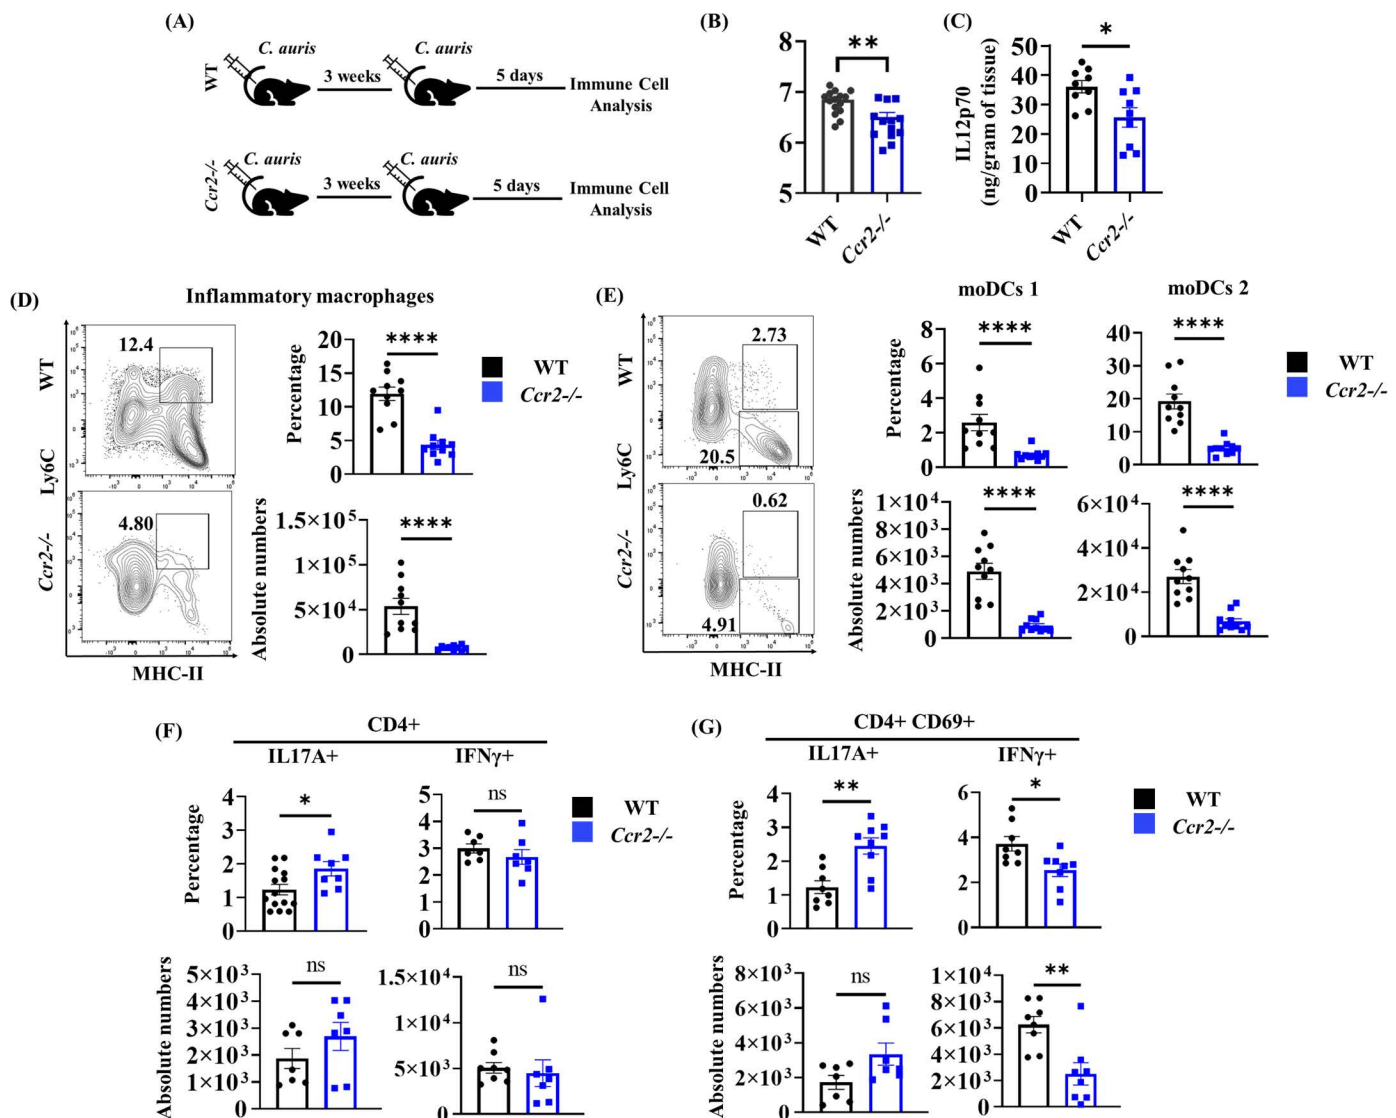 (A)
C. auris
C. auris
WT
3 weeks
5 days
Immune Cell
Analysis
C. auris
C. auris
Ccr2-/-
3 weeks
5 days
Immune Cell
Analysis
(B)
8
7
6
5
**
WT
Ccr2-/-
(C)
IL12p70
(ng/gram of tissue)
50
40
30
20
10
0
*
WT
Ccr2-/-
(D)
Inflammatory macrophages
WT
12.4
Ly6C
Ccr2-/-
4.80
MHC-II
Percentage
20
15
10
5
0
****
WT
Ccr2-/-
Absolute numbers
1.5×10⁵
1×10⁵
5×10⁴
0
****
(E)
WT
2.73
20.5
Ly6C
Ccr2-/-
0.62
4.91
MHC-II
moDCs 1
Percentage
8
6
4
2
0
****
moDCs 2
40
30
20
10
0
****
WT
Ccr2-/-
Absolute numbers
1×10⁴
8×10³
6×10³
4×10³
2×10³
0
****
6×10⁴
4×10⁴
2×10⁴
0
****
(F)
CD4+
IL17A+
IFNγ+
Percentage
4
3
2
1
0
*
5
4
3
2
1
0
ns
WT
Ccr2-/-
Absolute numbers
5×10³
4×10³
3×10³
2×10³
1×10³
0
ns
1.5×10⁴
1×10⁴
5×10³
0
ns
(G)
CD4+ CD69+
IL17A+
IFNγ+
Percentage
4
3
2
1
0
**
6
4
2
0
*
WT
Ccr2-/-
Absolute numbers
8×10³
6×10³
4×10³
2×10³
0
ns
1×10⁴
8×10³
6×10³
4×10³
2×10³
0
**